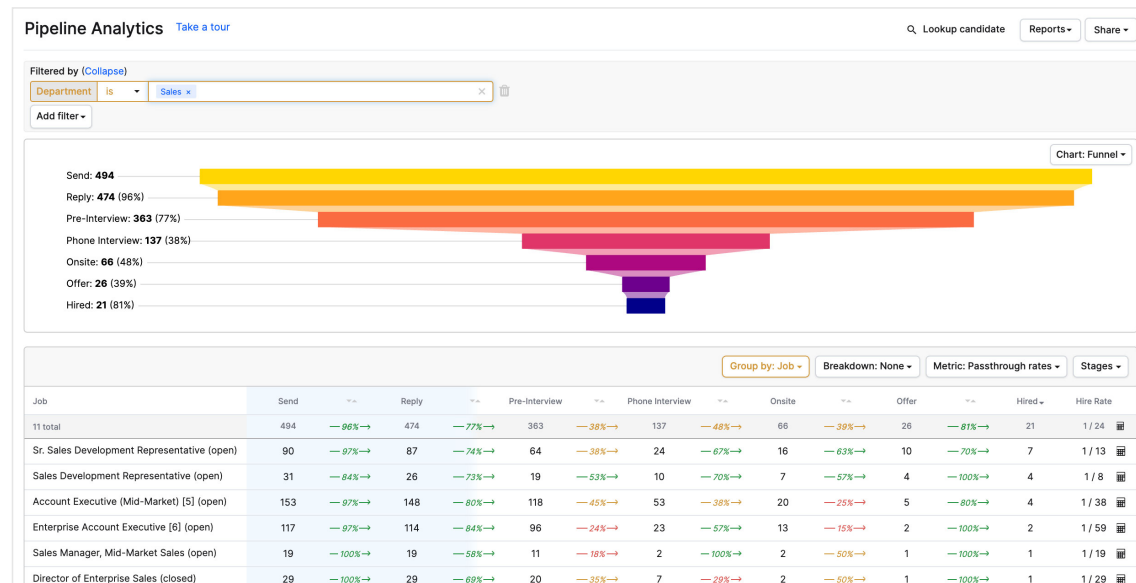 Pipeline Analytics Take a tour Lookup candidate Reports Share
Filtered by (Collapse)
Department is Sales ×
Add filter
Chart: Funnel
Send: 494
Reply: 474 (96%)
Pre-Interview: 363 (77%)
Phone Interview: 137 (38%)
Onsite: 66 (48%)
Offer: 26 (39%)
Hired: 21 (81%)
Group by: Job Breakdown: None Metric: Passthrough rates Stages
Job Send Reply Pre-Interview Phone Interview Onsite Offer Hired Hire Rate
11 total 494 96% 474 77% 363 38% 137 48% 66 39% 26 81% 21 1 / 24
Sr. Sales Development Representative (open) 90 97% 87 74% 64 38% 24 67% 16 63% 10 70% 7 1 / 13
Sales Development Representative (open) 31 84% 26 73% 19 53% 10 70% 7 57% 4 100% 4 1 / 8
Account Executive (Mid-Market) [5] (open) 153 97% 148 80% 118 45% 53 38% 20 25% 5 80% 4 1 / 38
Enterprise Account Executive [6] (open) 117 97% 114 84% 96 24% 23 57% 13 15% 2 100% 2 1 / 59
Sales Manager, Mid-Market Sales (open) 19 100% 19 58% 11 18% 2 100% 2 50% 1 100% 1 1 / 19
Director of Enterprise Sales (closed) 29 100% 29 69% 20 35% 7 29% 2 50% 1 100% 1 1 / 29